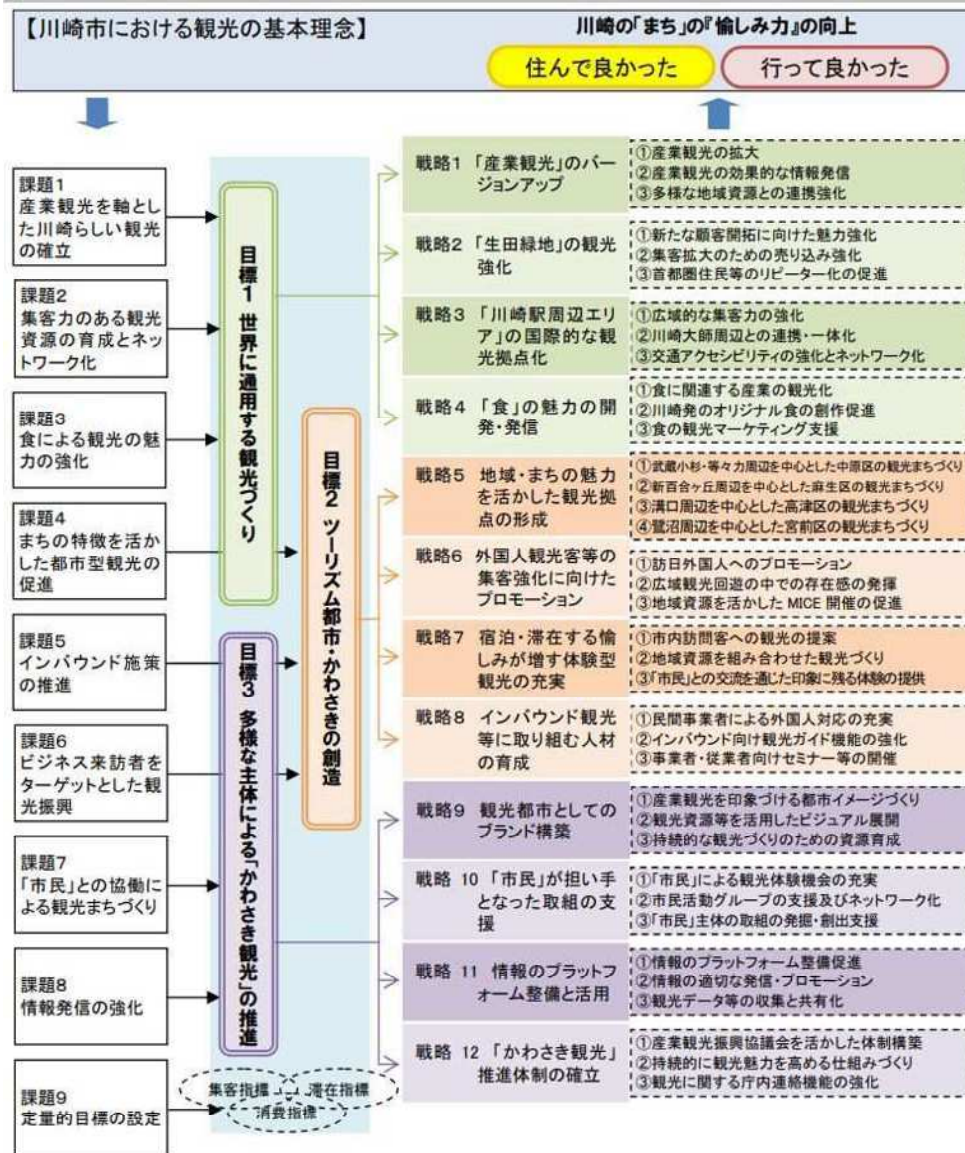 【川崎市における観光の基本理念】
川崎の「まち」の『愉しみ力』の向上
住んで良かった
行って良かった
課題1
産業観光を軸とし
た川崎らしい観光
の確立
課題2
集客力のある観光
資源の育成とネッ
トワーク化
課題3
食による観光の魅
力の強化
課題4
まちの特徴を活か
した都市型観光の
促進
課題5
インバウンド施策
の推進
課題6
ビジネス来訪者を
ターゲットとした観
光振興
課題7
「市民」との協働に
よる観光まちづくり
課題8
情報発信の強化
課題9
定量的目標の設定
目標1 世界に通用する観光づくり
目標2 ツーリズム都市・かわさきの創造
目標3 多様な主体による「かわさき観光」の推進
集客指標
滞在指標
消費指標
戦略1 「産業観光」のバー
ジョンアップ
①産業観光の拡大
②産業観光の効果的な情報発信
③多様な地域資源との連携強化
戦略2 「生田緑地」の観光
強化
①新たな顧客開拓に向けた魅力強化
②集客拡大のための売り込み強化
③首都圏住民等のリピーター化の促進
戦略3 「川崎駅周辺エリ
ア」の国際的な観
光拠点化
①広域的な集客力の強化
②川崎大師周辺との連携・一体化
③交通アクセシビリティの強化とネットワーク化
戦略4 「食」の魅力の開
発・発信
①食に関連する産業の観光化
②川崎発のオリジナル食の創作促進
③食の観光マーケティング支援
戦略5 地域・まちの魅力
を活かした観光拠
点の形成
①武蔵小杉・等々力周辺を中心とした中原区の観光まちづくり
②新百合ヶ丘周辺を中心とした麻生区の観光まちづくり
③溝口周辺を中心とした高津区の観光まちづくり
④鷺沼周辺を中心とした宮前区の観光まちづくり
戦略6 外国人観光客等の
集客強化に向けた
プロモーション
①訪日外国人へのプロモーション
②広域観光回遊の中での存在感の発揮
③地域資源を活かした MICE 開催の促進
戦略7 宿泊・滞在する愉
しみが増す体験型
観光の充実
①市内訪問客への観光の提案
②地域資源を組み合わせた観光づくり
③「市民」との交流を通じた印象に残る体験の提供
戦略8 インバウンド観光
等に取り組む人材
の育成
①民間事業者による外国人対応の充実
②インバウンド向け観光ガイド機能の強化
③事業者・従業者向けセミナー等の開催
戦略9 観光都市としての
ブランド構築
①産業観光を印象づける都市イメージづくり
②観光資源等を活用したビジュアル展開
③持続的な観光づくりのための資源育成
戦略 10 「市民」が担い手
となった取組の支
援
①「市民」による観光体験機会の充実
②市民活動グループの支援及びネットワーク化
③「市民」主体の取組の発掘・創出支援
戦略 11 情報のプラットフ
ォーム整備と活用
①情報のプラットフォーム整備促進
②情報の適切な発信・プロモーション
③観光データ等の収集と共有化
戦略 12 「かわさき観光」
推進体制の確立
①産業観光振興協議会を活かした体制構築
②持続的に観光魅力を高める仕組みづくり
③観光に関する庁内連絡機能の強化